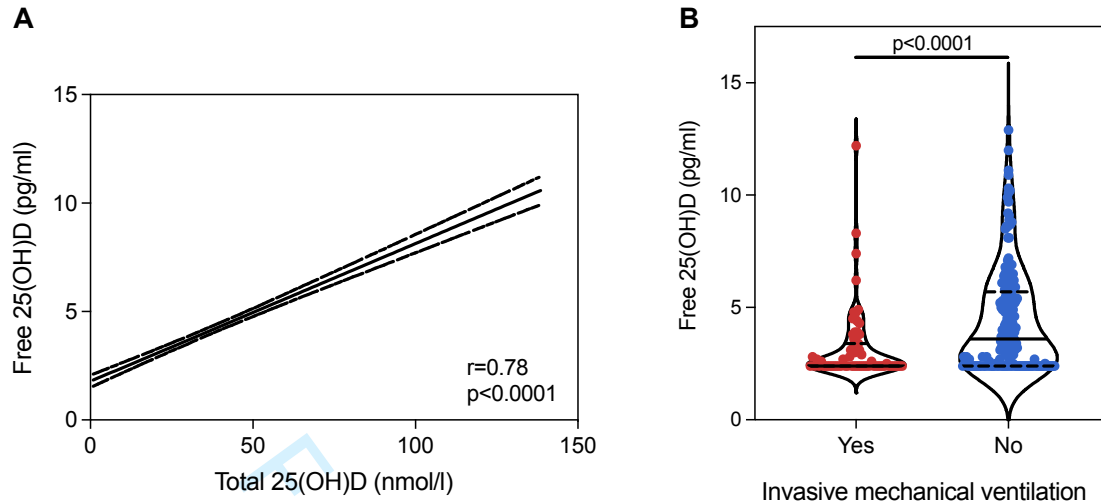 A
Free 25(OH)D (pg/ml)
15
10
5
0
r=0.78
p<0.0001
0
50
100
150
Total 25(OH)D (nmol/l)
B
p<0.0001
Free 25(OH)D (pg/ml)
15
10
5
0
Yes
No
Invasive mechanical ventilation